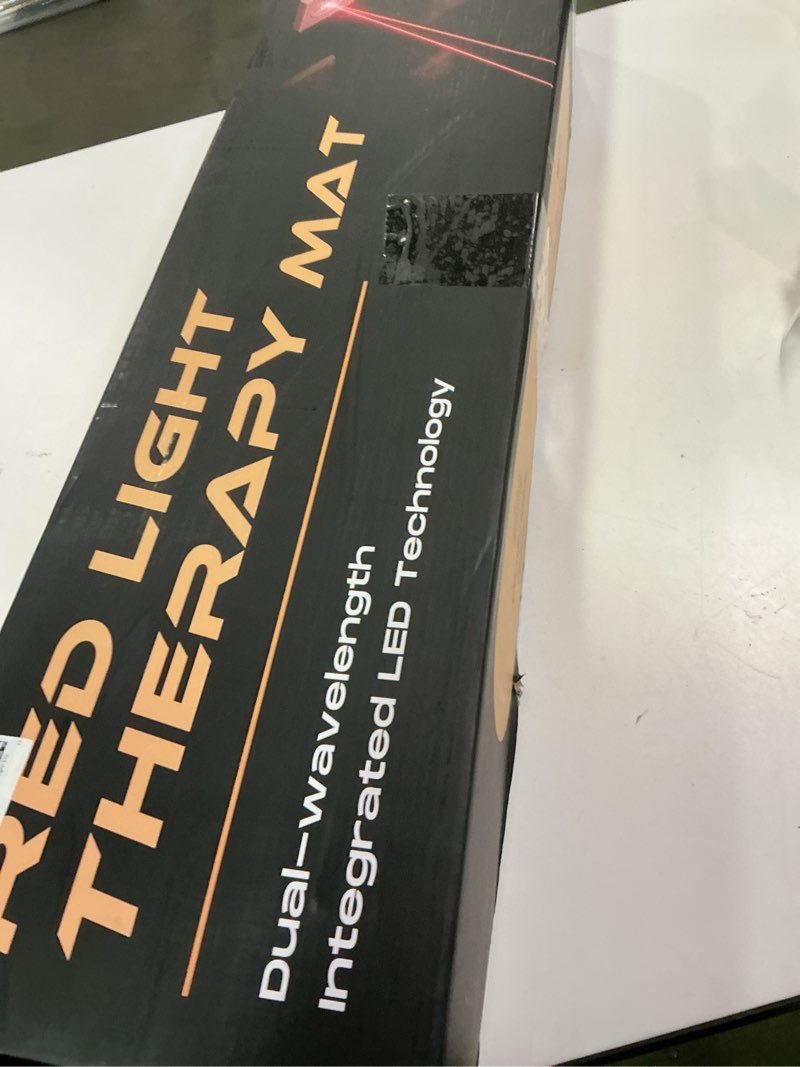 RED LIGHT
THERAPY MAT
Dual-wavelength
Integrated LED Technology